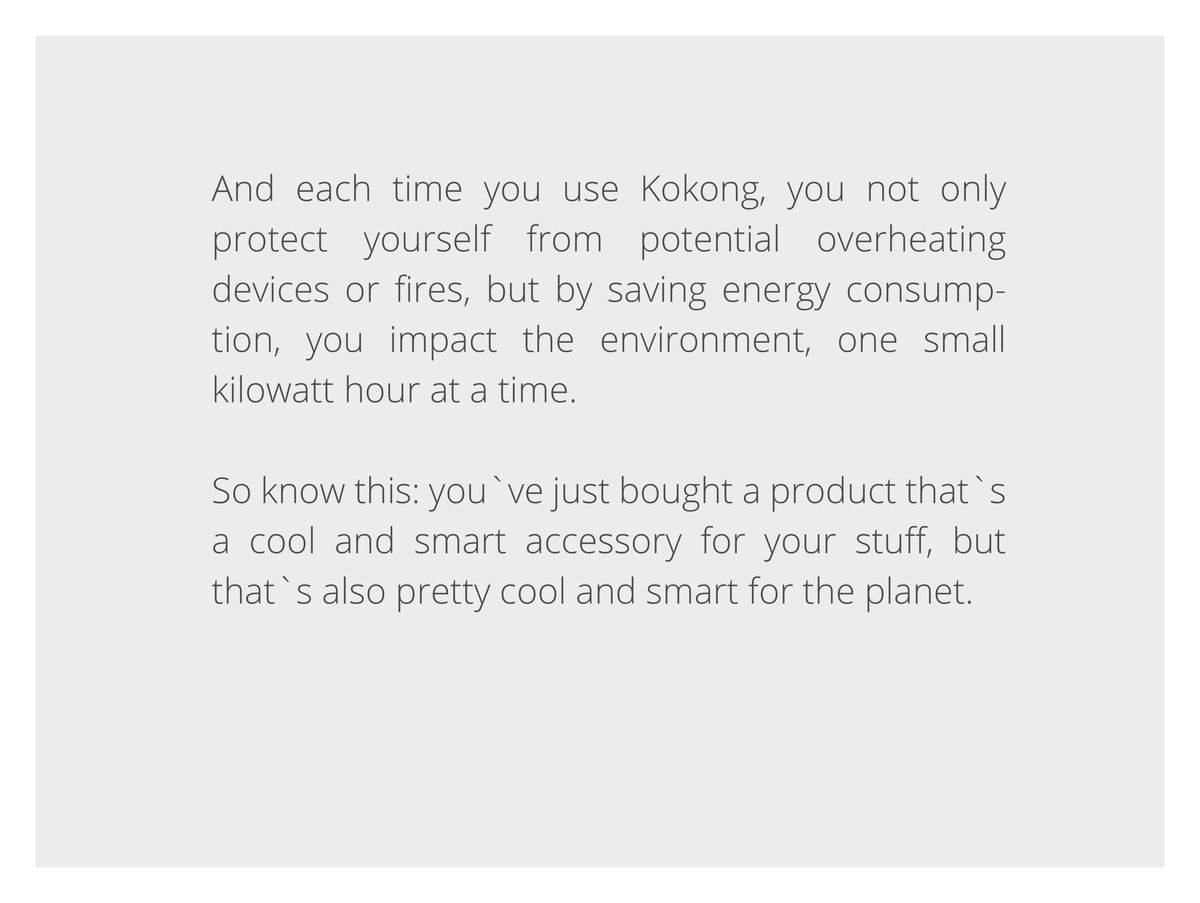 And each time you use Kokong, you not only
protect yourself from potential overheating
devices or fires, but by saving energy consump-
tion, you impact the environment, one small
kilowatt hour at a time.
So know this: you`ve just bought a product that`s
a cool and smart accessory for your stuff, but
that`s also pretty cool and smart for the planet.